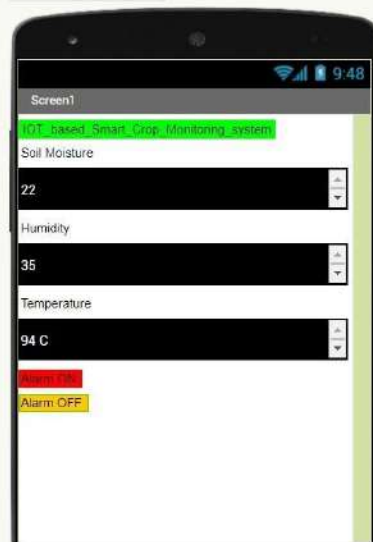 9:48
Screen1
IOT_based_Smart_Crop_Monitoring_system
Soil Moisture
22
Humidity
35
Temperature
94 C
Alarm ON
Alarm OFF